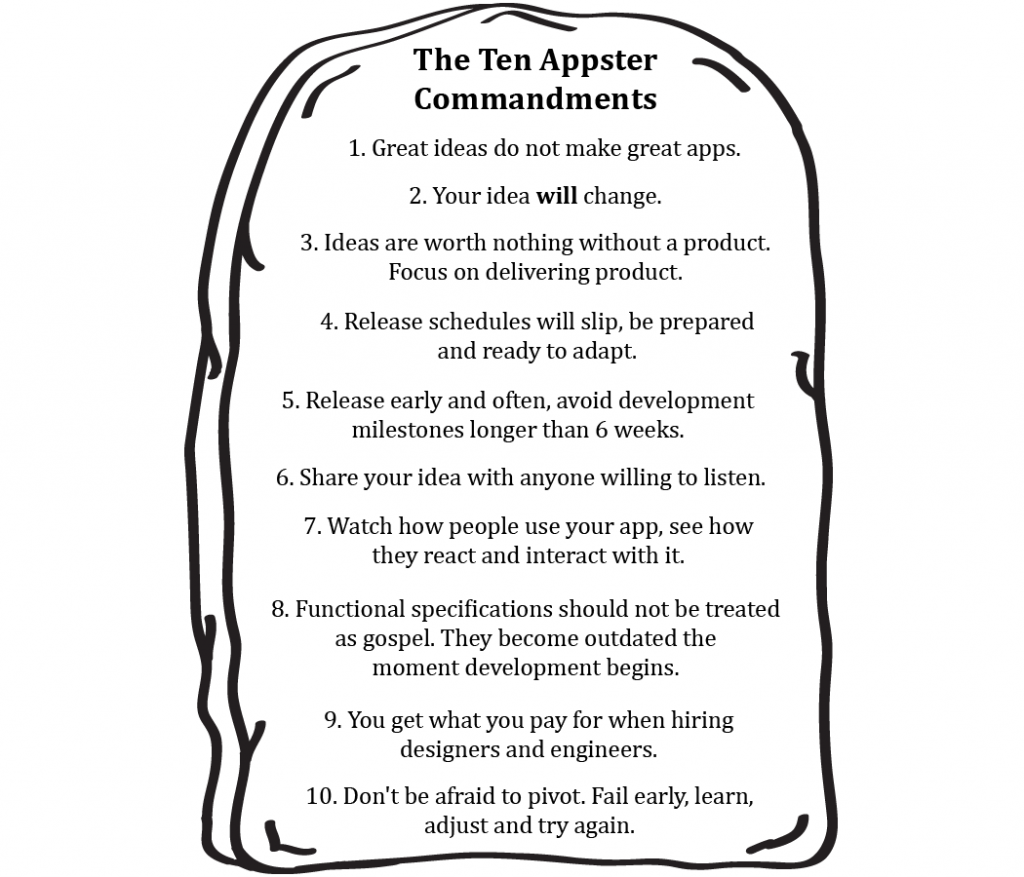 The Ten Appster
Commandments
1. Great ideas do not make great apps.
2. Your idea will change.
3. Ideas are worth nothing without a product.
Focus on delivering product.
4. Release schedules will slip, be prepared
and ready to adapt.
5. Release early and often, avoid development
milestones longer than 6 weeks.
6. Share your idea with anyone willing to listen.
7. Watch how people use your app, see how
they react and interact with it.
8. Functional specifications should not be treated
as gospel. They become outdated the
moment development begins.
9. You get what you pay for when hiring
designers and engineers.
10. Don't be afraid to pivot. Fail early, learn,
adjust and try again.